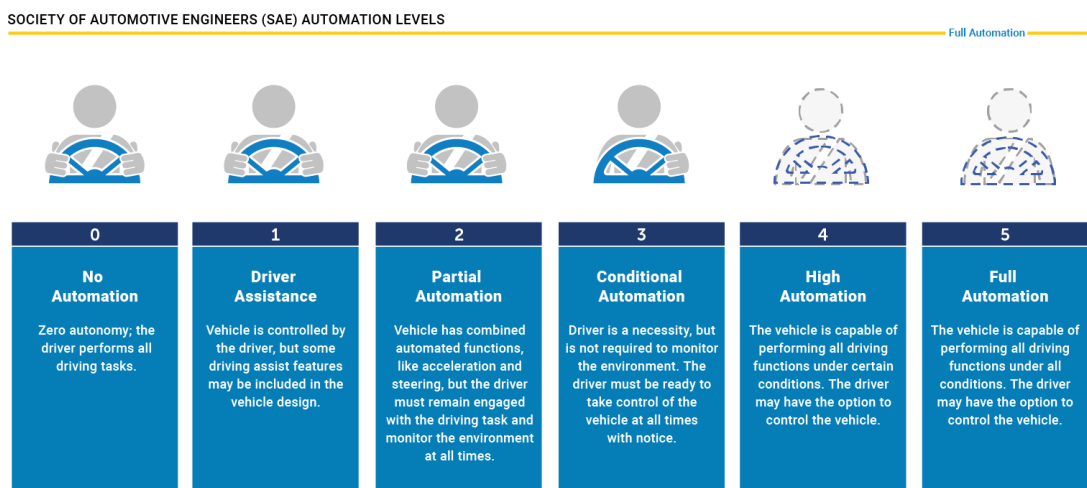 SOCIETY OF AUTOMOTIVE ENGINEERS (SAE) AUTOMATION LEVELS
Full Automation
0
No
Automation
Zero autonomy; the
driver performs all
driving tasks.
1
Driver
Assistance
Vehicle is controlled by
the driver, but some
driving assist features
may be included in the
vehicle design.
2
Partial
Automation
Vehicle has combined
automated functions,
like acceleration and
steering, but the driver
must remain engaged
with the driving task and
monitor the environment
at all times.
3
Conditional
Automation
Driver is a necessity, but
is not required to monitor
the environment. The
driver must be ready to
take control of the
vehicle at all times
with notice.
4
High
Automation
The vehicle is capable of
performing all driving
functions under certain
conditions. The driver
may have the option to
control the vehicle.
5
Full
Automation
The vehicle is capable of
performing all driving
functions under all
conditions. The driver
may have the option to
control the vehicle.